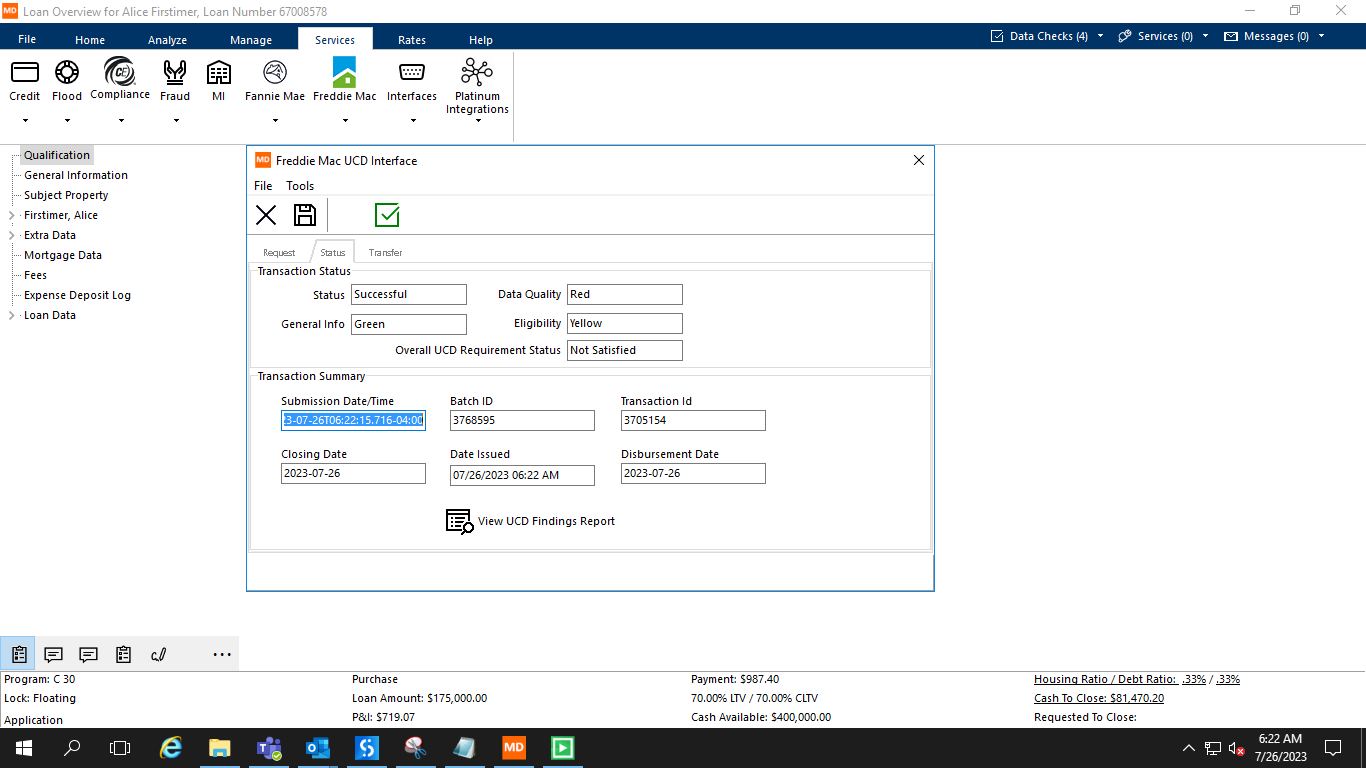 MD Loan Overview for Alice Firstimer, Loan Number 67008578
File Home Analyze Manage Services Rates Help Data Checks (4) Services (0) Messages (0)
Credit Flood Compliance Fraud MI Fannie Mae Freddie Mac Interfaces Platinum Integrations
Qualification
General Information
Subject Property
Firstimer, Alice
Extra Data
Mortgage Data
Fees
Expense Deposit Log
Loan Data
MD Freddie Mac UCD Interface
File Tools
Request Status Transfer
Transaction Status
Status Successful Data Quality Red
General Info Green Eligibility Yellow
Overall UCD Requirement Status Not Satisfied
Transaction Summary
Submission Date/Time Batch ID Transaction Id
23-07-26T06:22:15.716-04:00 3768595 3705154
Closing Date Date Issued Disbursement Date
2023-07-26 07/26/2023 06:22 AM 2023-07-26
View UCD Findings Report
Program: C 30 Purchase Payment: $987.40 Housing Ratio / Debt Ratio: .33% / .33%
Lock: Floating Loan Amount: $175,000.00 70.00% LTV / 70.00% CLTV Cash To Close: $81,470.20
Application P&I: $719.07 Cash Available: $400,000.00 Requested To Close:
MD
6:22 AM
7/26/2023